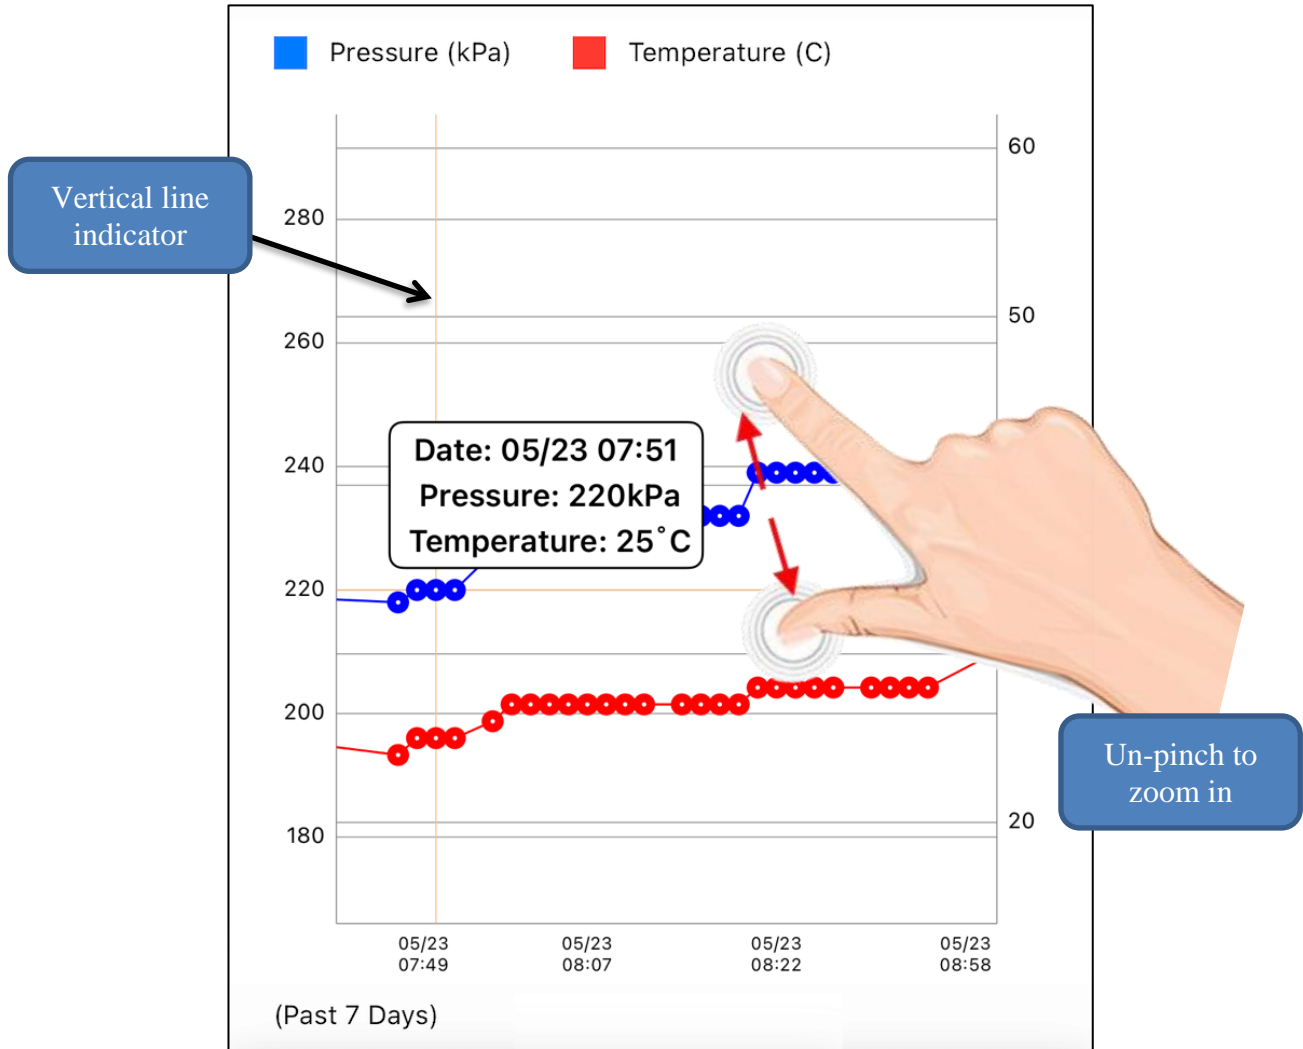 Pressure (kPa)
Temperature (C)
Vertical line
indicator
60
280
50
260
240
Date: 05/23 07:51
Pressure: 220kPa
Temperature: 25˚C
220
200
Un-pinch to
zoom in
180
20
05/23
07:49
05/23
08:07
05/23
08:22
05/23
08:58
(Past 7 Days)